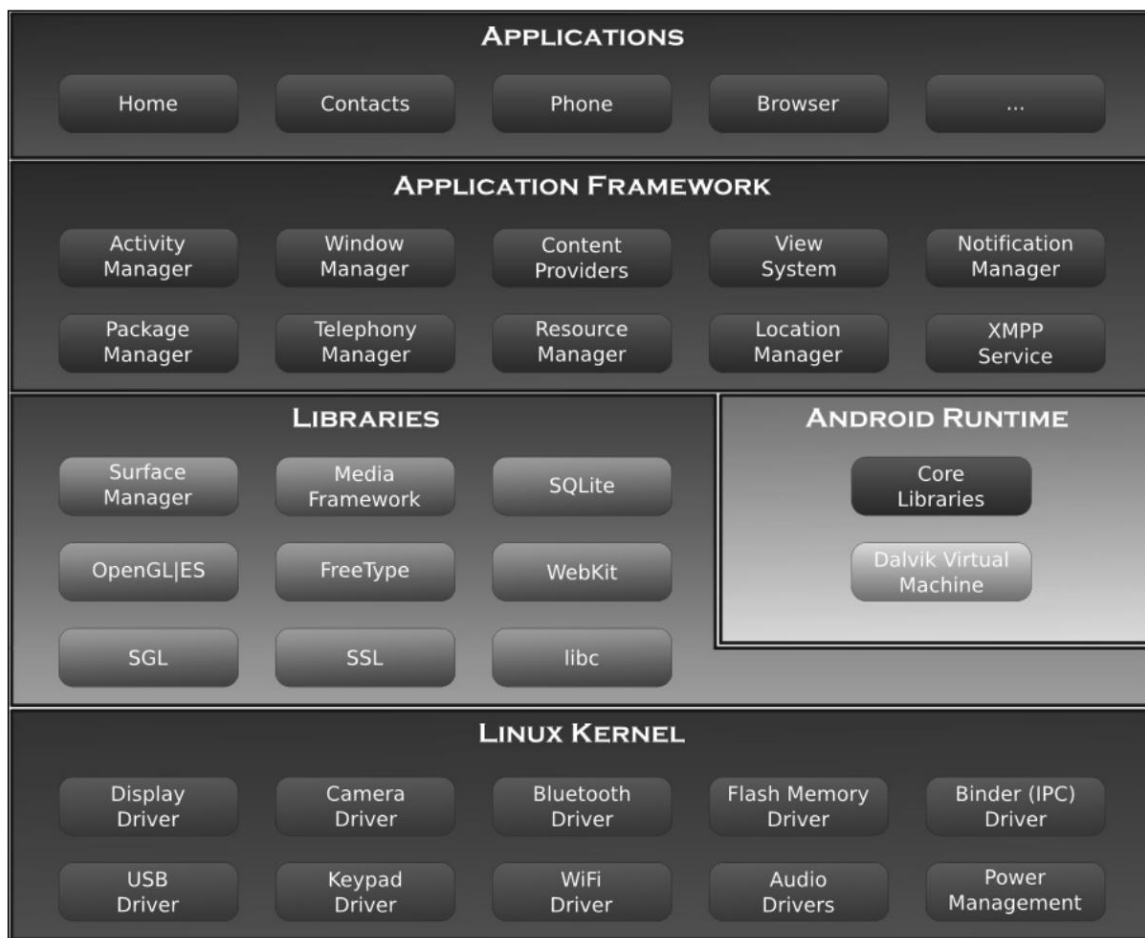 APPLICATIONS
Home
Contacts
Phone
Browser
...
APPLICATION FRAMEWORK
Activity
Manager
Window
Manager
Content
Providers
View
System
Notification
Manager
Package
Manager
Telephony
Manager
Resource
Manager
Location
Manager
XMPP
Service
LIBRARIES
Surface
Manager
Media
Framework
SQLite
OpenGL|ES
FreeType
WebKit
SGL
SSL
libc
ANDROID RUNTIME
Core
Libraries
Dalvik Virtual
Machine
LINUX KERNEL
Display
Driver
Camera
Driver
Bluetooth
Driver
Flash Memory
Driver
Binder (IPC)
Driver
USB
Driver
Keypad
Driver
WiFi
Driver
Audio
Drivers
Power
Management